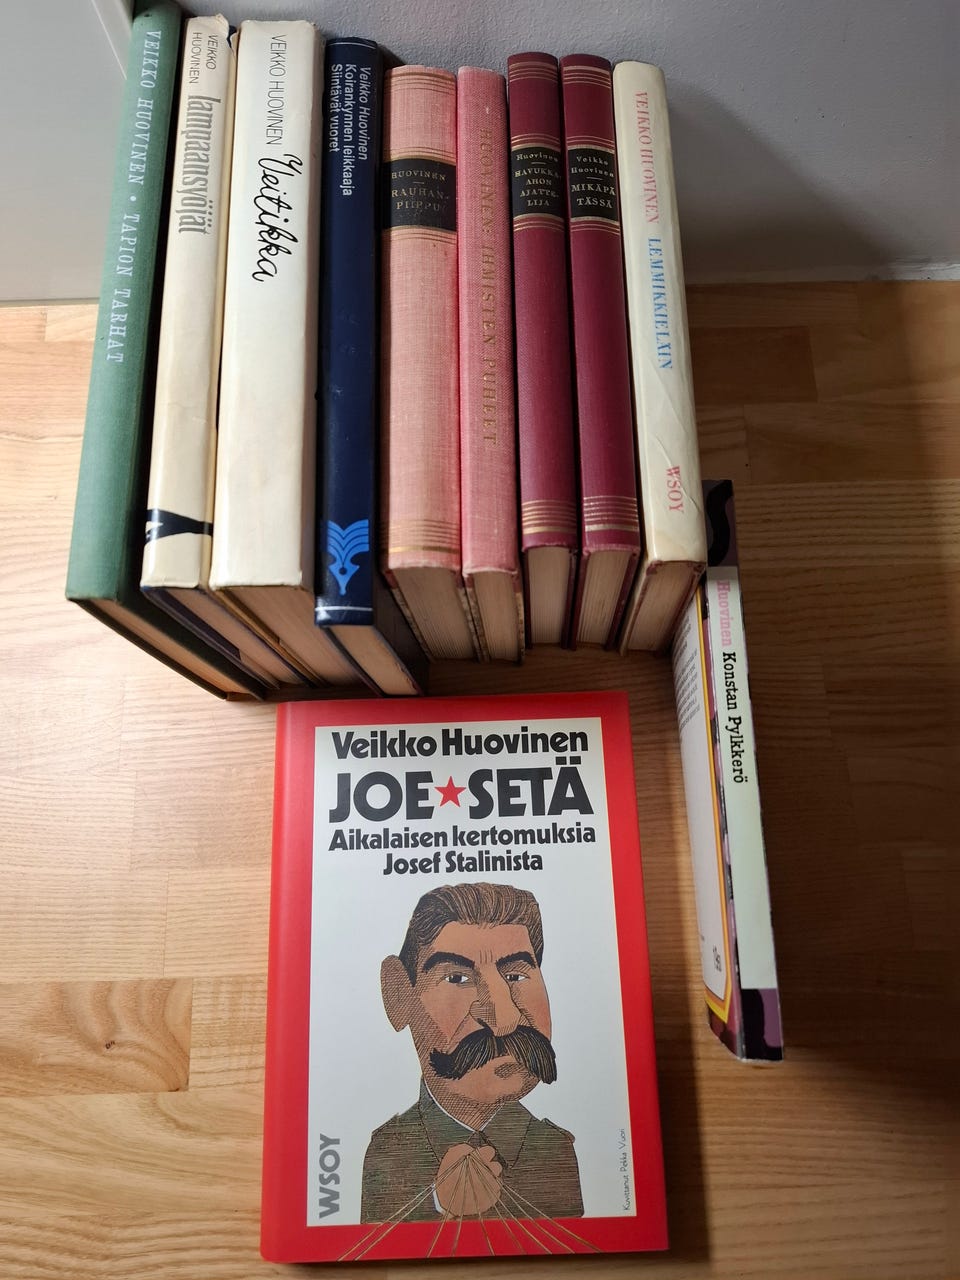 VEIKKO HUOVINEN • TAPION TARHAT
VEIKKO
HUOVINEN
lampaansyöjät
VEIKKO HUOVINEN Veitikka
Veikko Huovinen
Koirankynnen leikkaaja
Siintävät vuoret
HUOVINEN
RAUHAN-
PIIPPU
HUOVINEN: IHMISTEN PUHEET
Huovinen
HAVUKKA-
AHON
AJATTE-
LIJA
Veikko
Huovinen
MIKÄPÄ
TÄSSÄ
VEIKKO HUOVINEN LEMMIKKIELÄIN
WSOY
Huovinen Konstan Pylkkerö
Veikko Huovinen
JOE★SETÄ
Aikalaisen kertomuksia
Josef Stalinista
WSOY
Kuvittanut Pekka Vuori